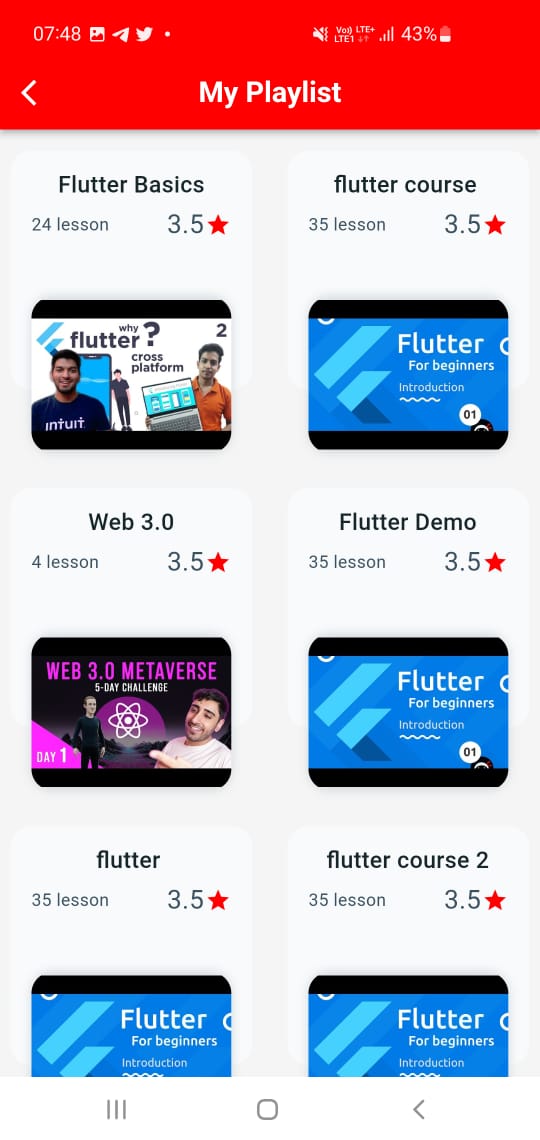 07:48 Vo) LTE+ LTE1 43%
My Playlist
Flutter Basics
24 lesson 3.5
why
flutter ? 2
cross
platform
intuit
flutter course
35 lesson 3.5
Flutter
For beginners
Introduction
01
Web 3.0
4 lesson 3.5
WEB 3.0 METAVERSE
5-DAY CHALLENGE
DAY 1
Flutter Demo
35 lesson 3.5
Flutter
For beginners
Introduction
01
flutter
35 lesson 3.5
Flutter
For beginners
Introduction
flutter course 2
35 lesson 3.5
Flutter
For beginners
Introduction